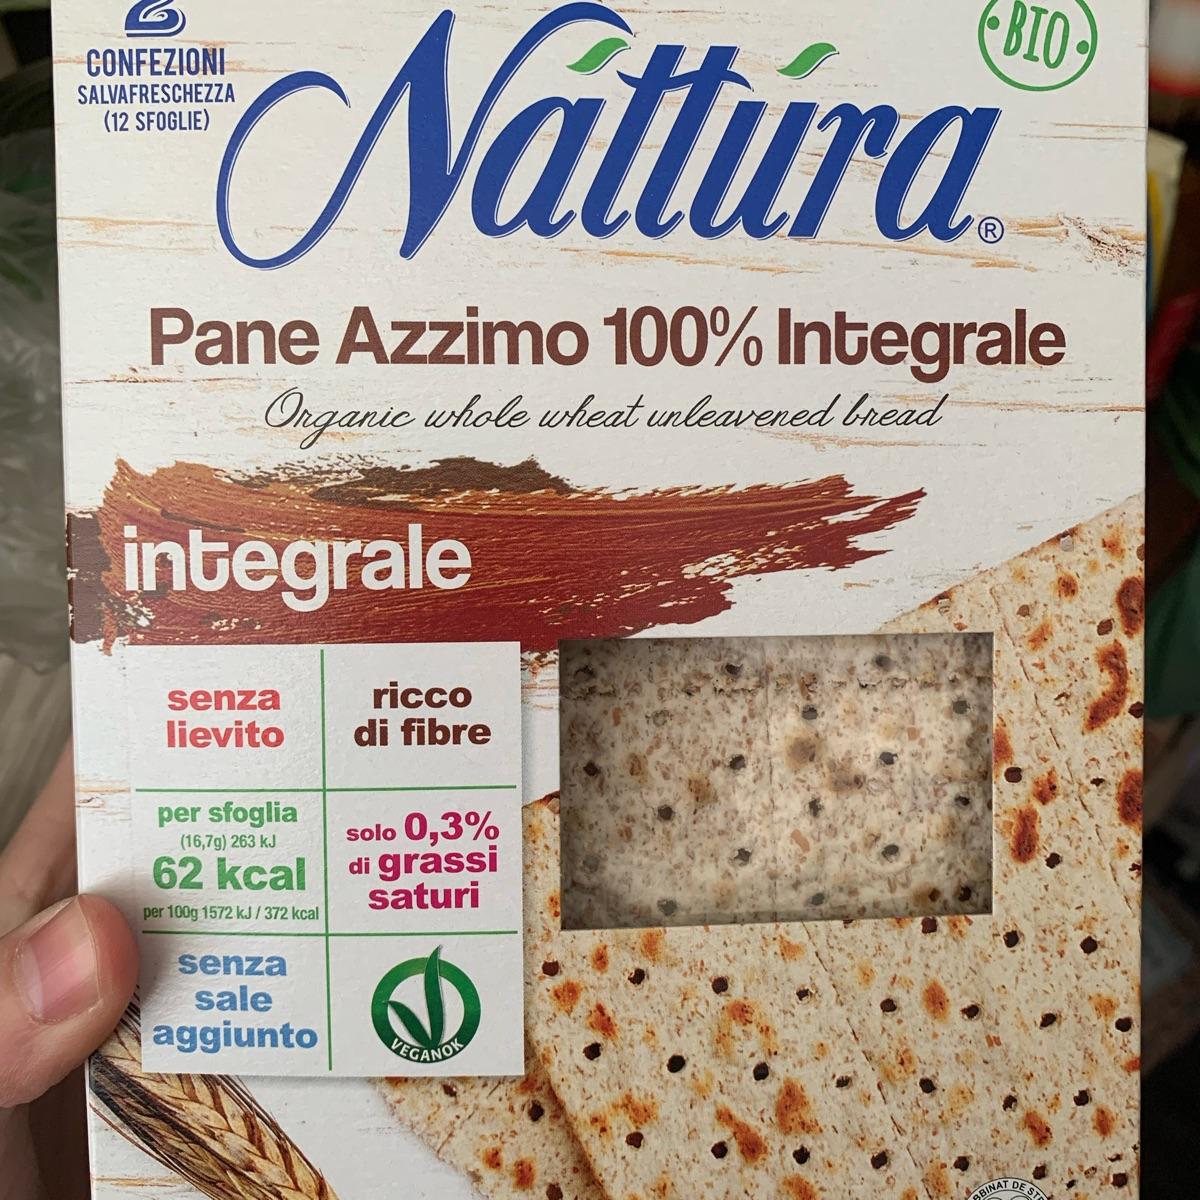 2
CONFEZIONI
SALVAFRESCHEZZA
(12 SFOGLIE)
Nattura®
BIO
Pane Azzimo 100% Integrale
Organic whole wheat unleavened bread
integrale
senza
lievito
ricco
di fibre
per sfoglia
(16,7g) 263 kJ
62 kcal
per 100g 1572 kJ / 372 kcal
solo 0,3%
di grassi
saturi
senza
sale
aggiunto
VEGANOK